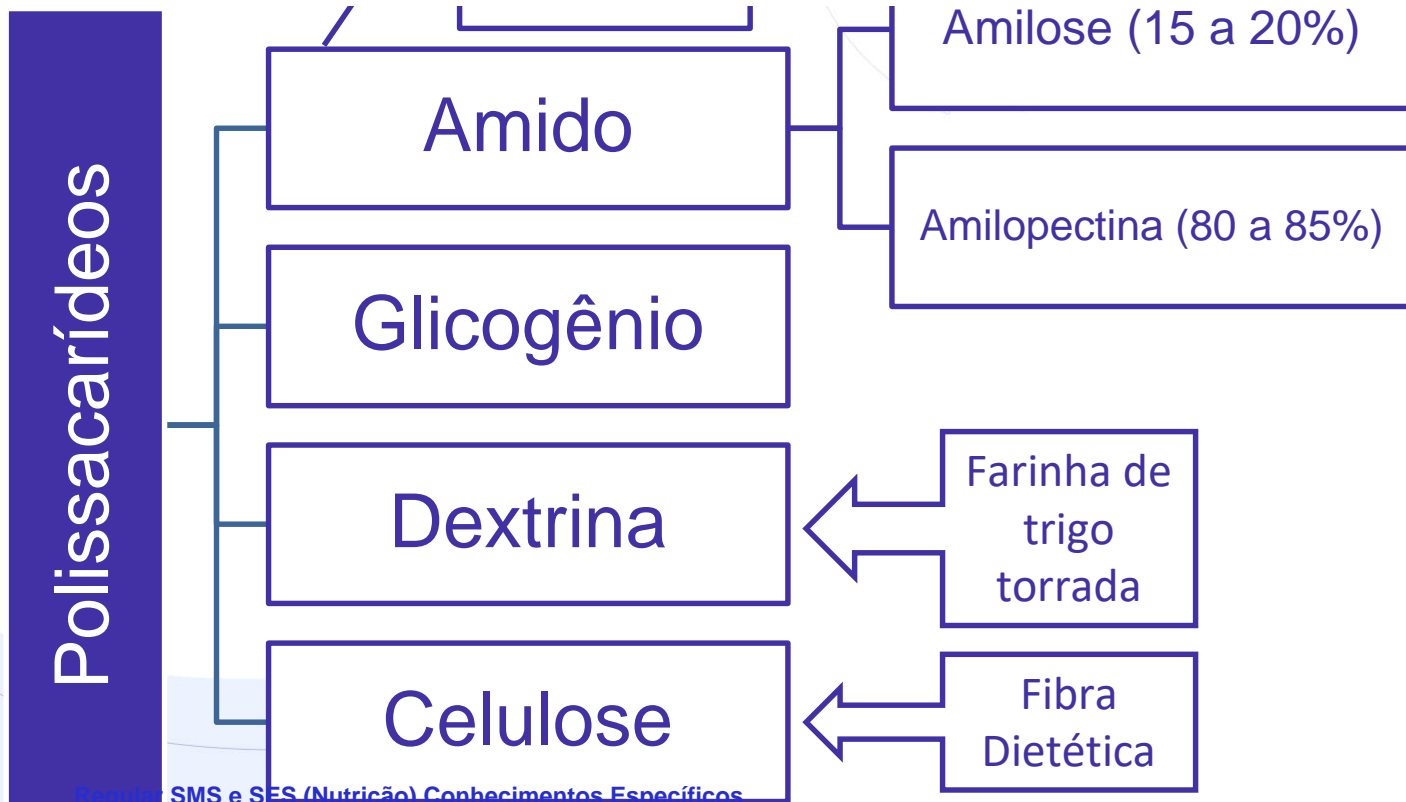 Polissacarídeos
Amido
Amilose (15 a 20%)
Amilopectina (80 a 85%)
Glicogênio
Dextrina
Farinha de
trigo
torrada
Celulose
Fibra
Dietética
Regular SMS e SES (Nutrição) Conhecimentos Específicos